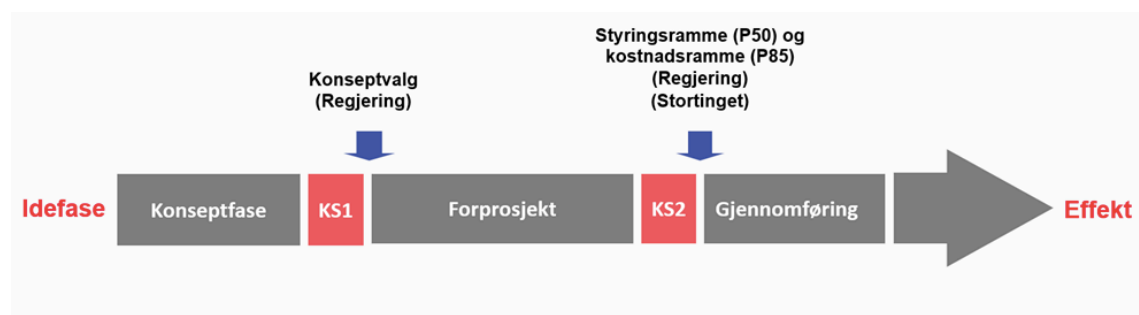 Styringsramme (P50) og
kostnadsramme (P85)
(Regjering)
(Stortinget)
Konseptvalg
(Regjering)
Idefase
Konseptfase
KS1
Forprosjekt
KS2
Gjennomføring
Effekt